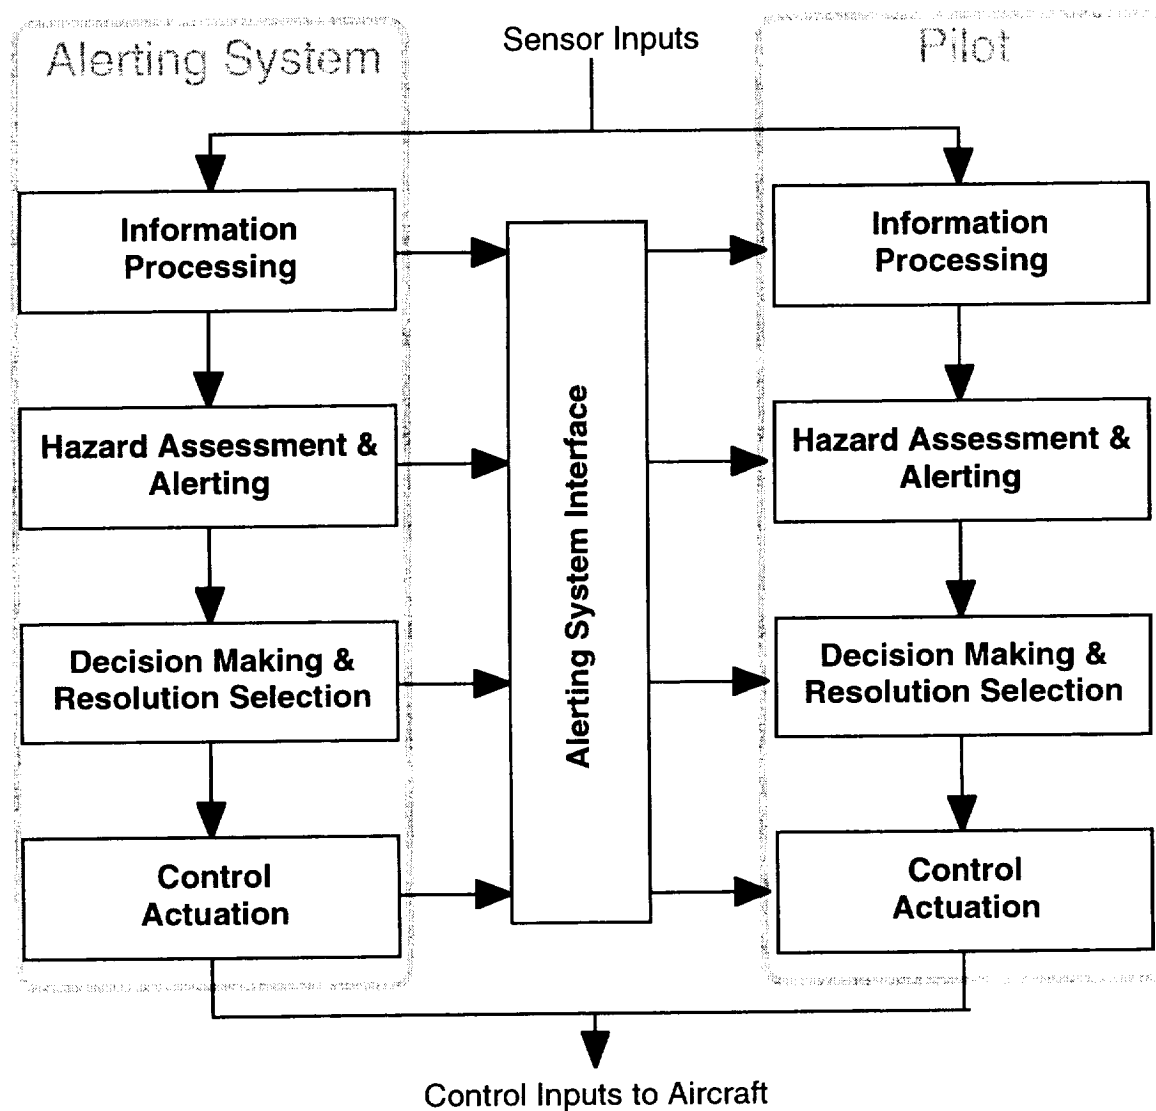 Alerting System
Sensor Inputs
Pilot
Information
Processing
Information
Processing
Hazard Assessment &
Alerting
Hazard Assessment &
Alerting
Alerting System Interface
Decision Making &
Resolution Selection
Decision Making &
Resolution Selection
Control
Actuation
Control
Actuation
Control Inputs to Aircraft